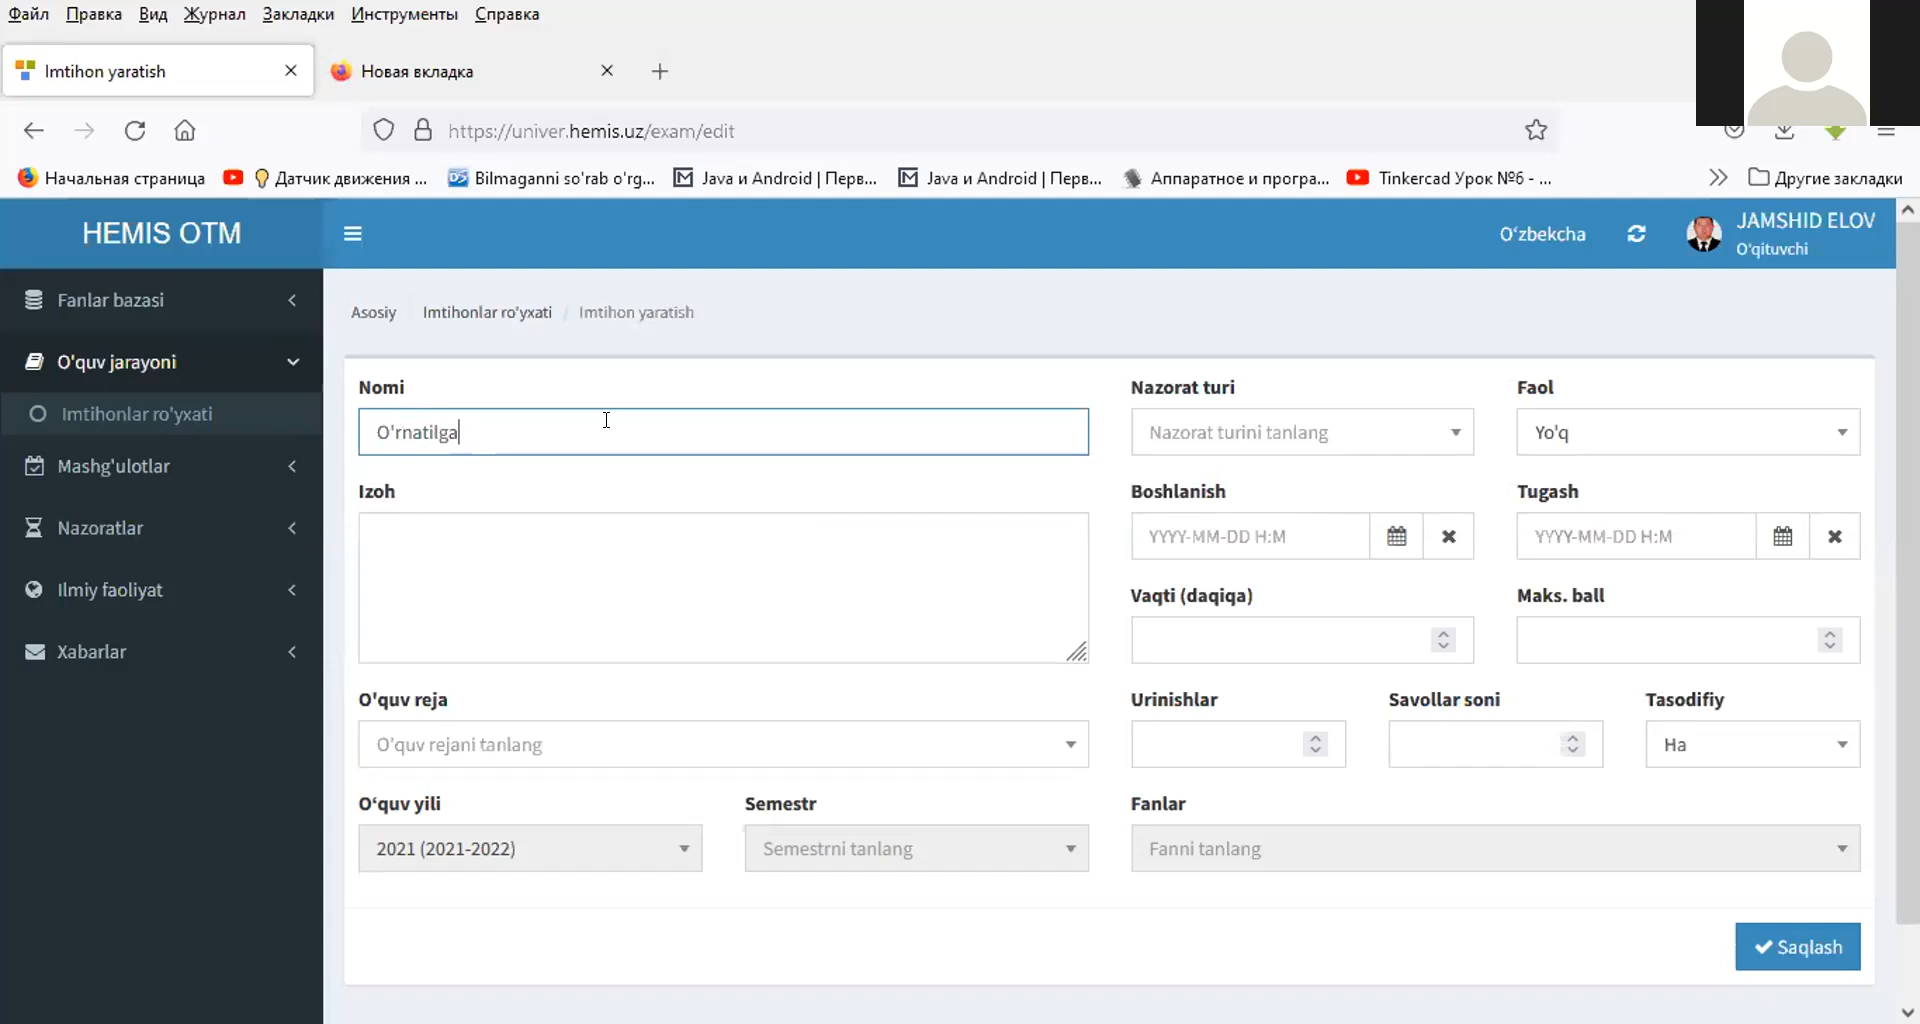 Файл Правка Вид Журнал Закладки Инструменты Справка
Imtihon yaratish Новая вкладка
https://univer.hemis.uz/exam/edit
Начальная страница Датчик движения ... Bilmaganni so'rab o'rg... Java и Android | Перв... Java и Android | Перв... Аппаратное и програ... Tinkercad Урок №6 - ... Другие закладки
HEMIS OTM O'zbekcha JAMSHID ELOV
O'qituvchi
Fanlar bazasi
O'quv jarayoni
Imtihonlar ro'yxati
Mashg'ulotlar
Nazoratlar
Ilmiy faoliyat
Xabarlar
Asosiy Imtihonlar ro'yxati / Imtihon yaratish
Nomi Nazorat turi Faol
O'rnatilga Nazorat turini tanlang Yo'q
Izoh Boshlanish Tugash
YYYY-MM-DD H:M YYYY-MM-DD H:M
Vaqti (daqiqa) Maks. ball
O'quv reja Urinishlar Savollar soni Tasodifiy
O'quv rejani tanlang Ha
O‘quv yili Semestr Fanlar
2021 (2021-2022) Semestrni tanlang Fanni tanlang
Saqlash